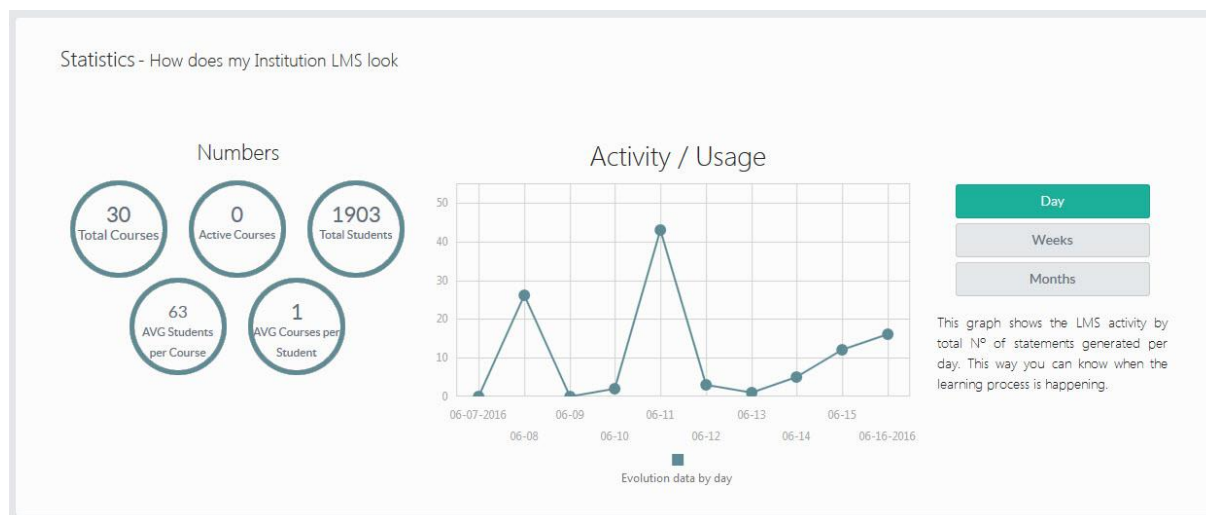 Statistics - How does my Institution LMS look
Numbers
30
Total Courses
0
Active Courses
1903
Total Students
63
AVG Students
per Course
1
AVG Courses per
Student
Activity / Usage
50
40
30
20
10
0
06-07-2016
06-08
06-09
06-10
06-11
06-12
06-13
06-14
06-15
06-16-2016
Evolution data by day
Day
Weeks
Months
This graph shows the LMS activity by
total Nº of statements generated per
day. This way you can know when the
learning process is happening.